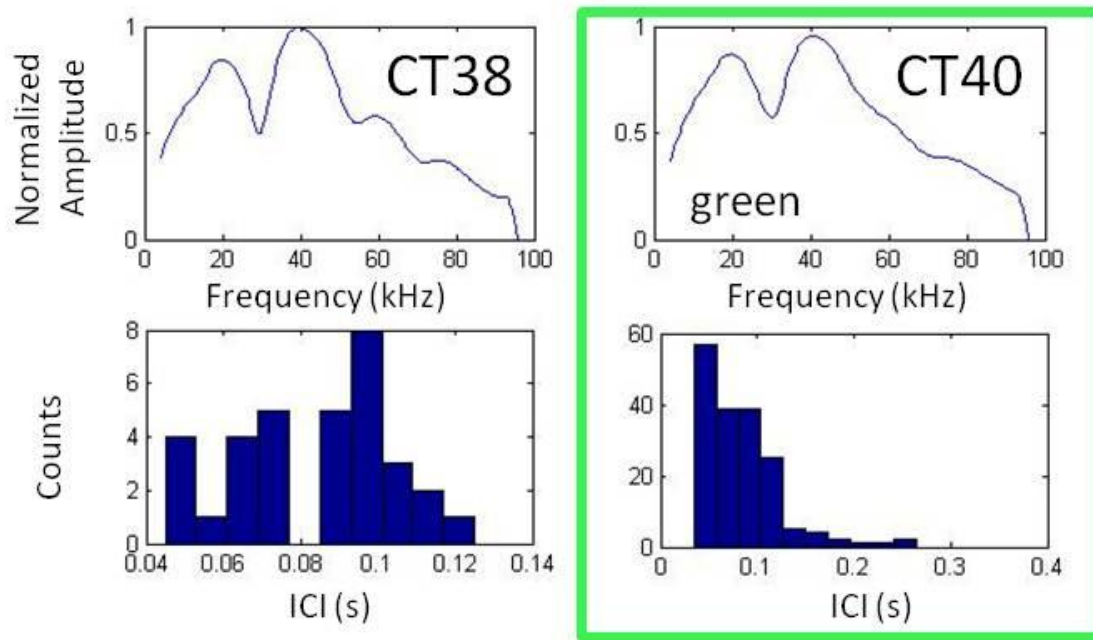 Normalized
Amplitude
1
0.5
0
CT38
0 20 40 60 80 100
Frequency (kHz)
1
0.5
0
CT40
green
0 20 40 60 80 100
Frequency (kHz)
Counts
8
6
4
2
0
0.04 0.06 0.08 0.1 0.12 0.14
ICI (s)
60
40
20
0
0 0.1 0.2 0.3 0.4
ICI (s)